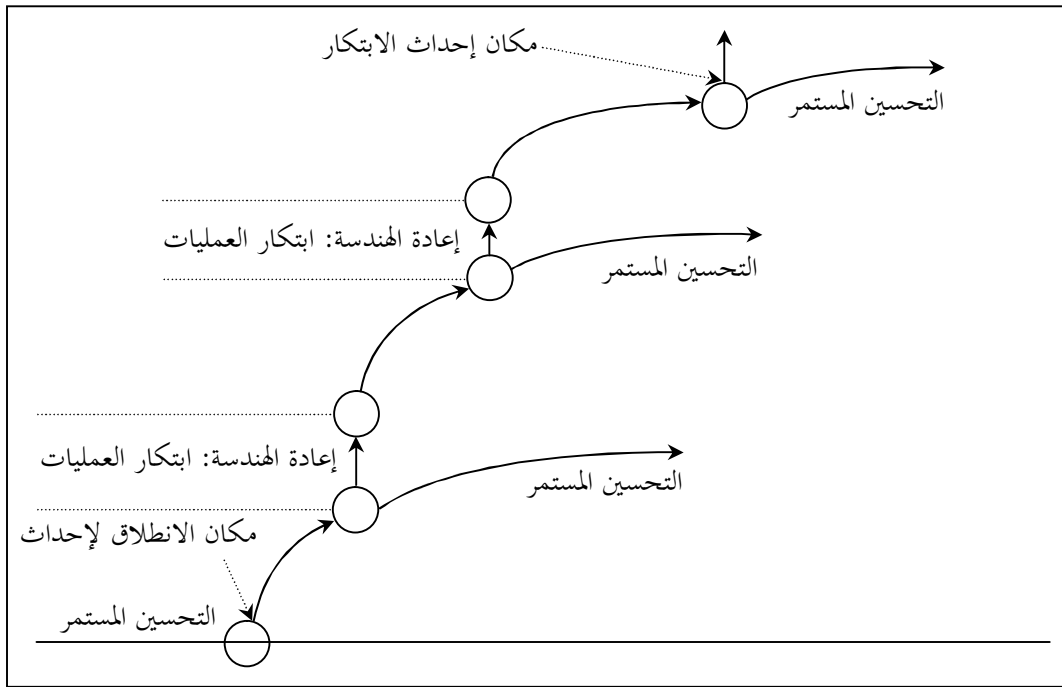 مكان إحداث الابتكار
التحسين المستمر
إعادة الهندسة: ابتكار العمليات
التحسين المستمر
إعادة الهندسة: ابتكار العمليات
التحسين المستمر
مكان الانطلاق لإحداث
التحسين المستمر